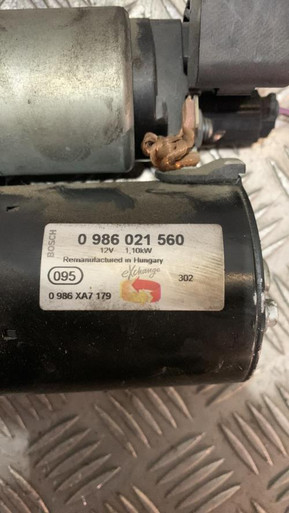 BOSCH
0 986 021 560
12V 1,10kW
Remanufactured in Hungary
eXchange
095
302
0 986 XA7 179